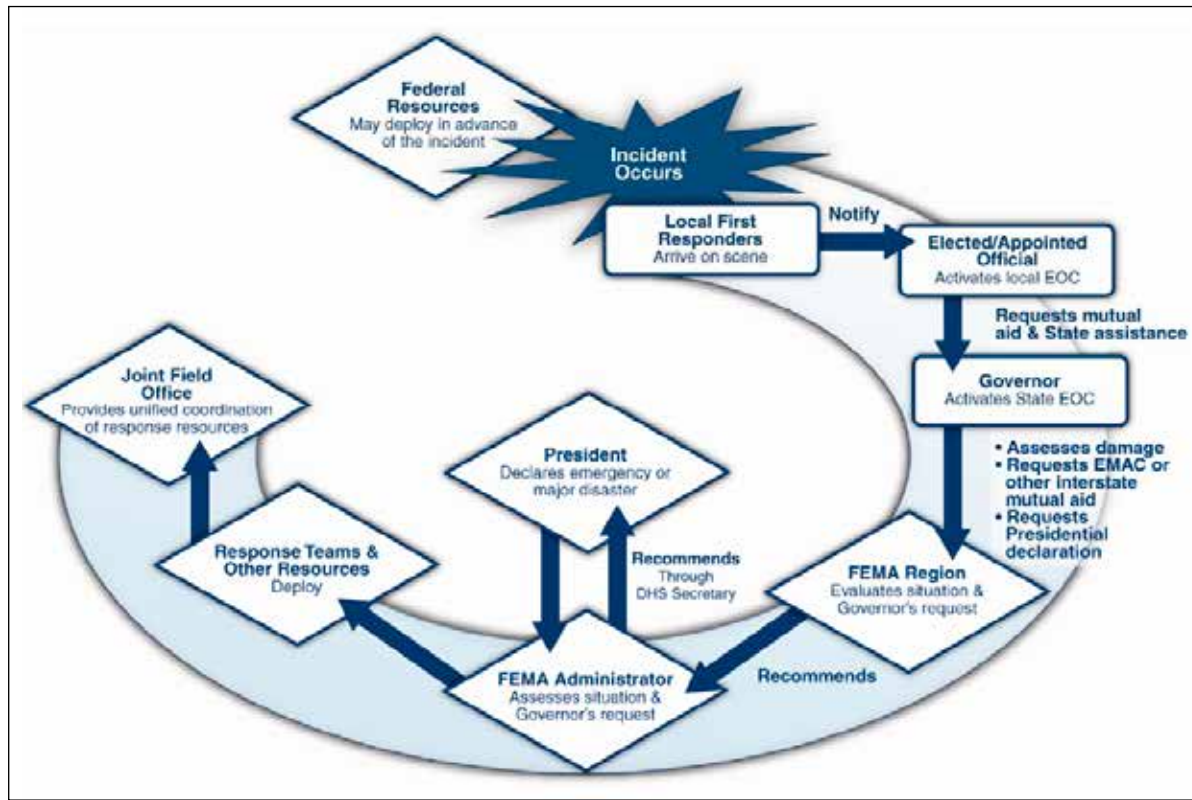 Federal
Resources
May deploy in advance
of the incident
Incident
Occurs
Local First
Responders
Arrive on scene
Notify
Elected/Appointed
Official
Activates local EOC
Requests mutual
aid & State assistance
Governor
Activates State EOC
• Assesses damage
• Requests EMAC or
other interstate
mutual aid
• Requests
Presidential
declaration
FEMA Region
Evaluates situation &
Governor's request
Recommends
FEMA Administrator
Assesses situation &
Governor's request
Recommends
Through
DHS Secretary
President
Declares emergency or
major disaster
Response Teams &
Other Resources
Deploy
Joint Field
Office
Provides unified coordination
of response resources